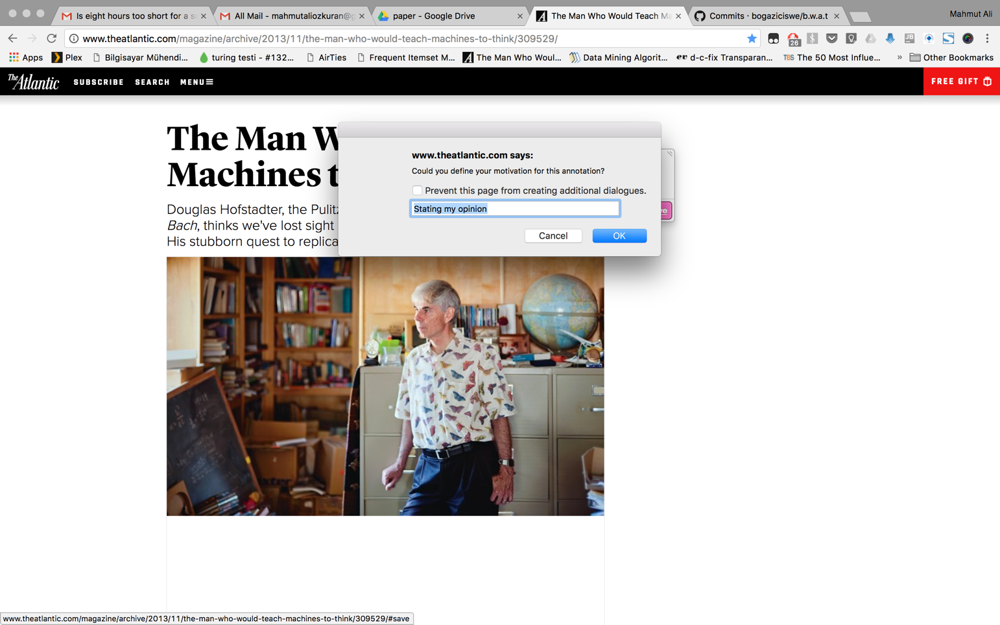 Is eight hours too short for a s
All Mail - mahmutaliozkuran@g
paper - Google Drive
The Man Who Would Teach Ma
Commits · bogaziciswe/b.w.a.t
Mahmut Ali
www.theatlantic.com/magazine/archive/2013/11/the-man-who-would-teach-machines-to-think/309529/
26
JB
S
Apps
Plex
Bilgisayar Mühendi...
turing testi - #132...
AirTies
Frequent Itemset M...
The Man Who Woul...
Data Mining Algorit...
ev d-c-fix Transparan...
TBS The 50 Most Influe...
»
Other Bookmarks
The Atlantic
SUBSCRIBE
SEARCH
MENU
FREE GIFT
The Man W
Machines t
Douglas Hofstadter, the Pulitz
Bach, thinks we've lost sight
His stubborn quest to replica
www.theatlantic.com says:
Could you define your motivation for this annotation?
Prevent this page from creating additional dialogues.
Stating my opinion
Cancel
OK
www.theatlantic.com/magazine/archive/2013/11/the-man-who-would-teach-machines-to-think/309529/#save